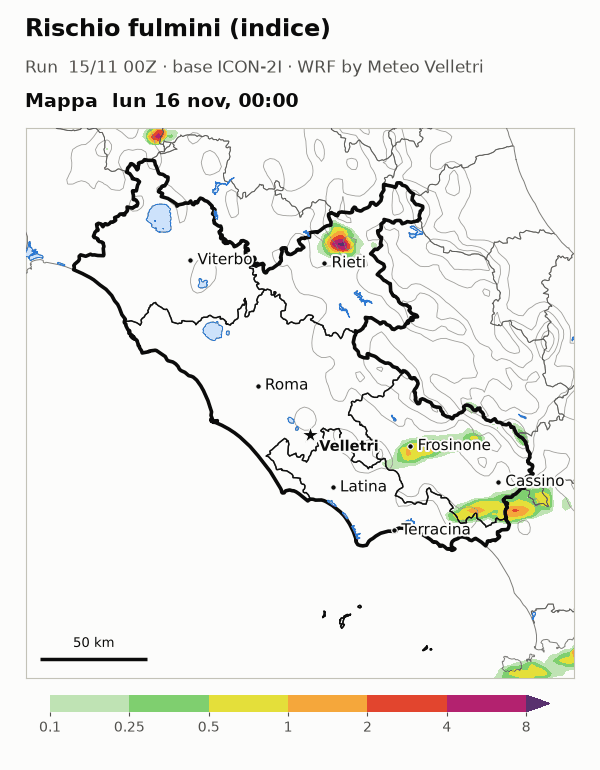 Rischio fulmini (indice)
Run  15/11 00Z · base ICON-2I · WRF by Meteo Velletri
Mappa  lun 16 nov, 00:00
Viterbo
Rieti
Roma
Velletri
Frosinone
Latina
Cassino
Terracina
50 km
0.1 0.25 0.5 1 2 4 8